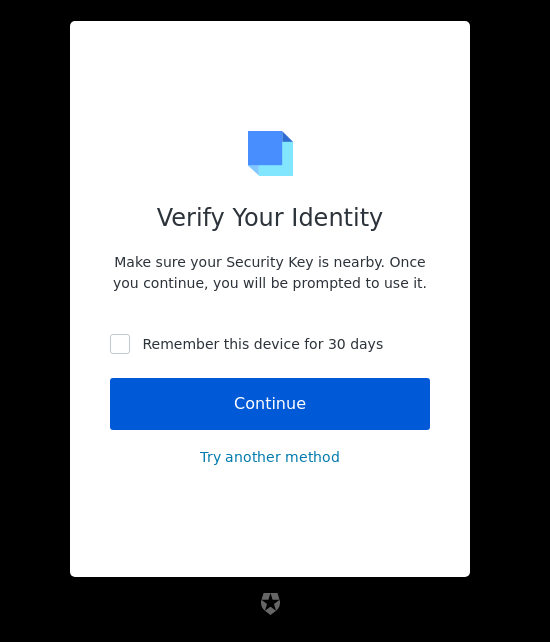 Verify Your Identity
Make sure your Security Key is nearby. Once
you continue, you will be prompted to use it.
Remember this device for 30 days
Continue
Try another method